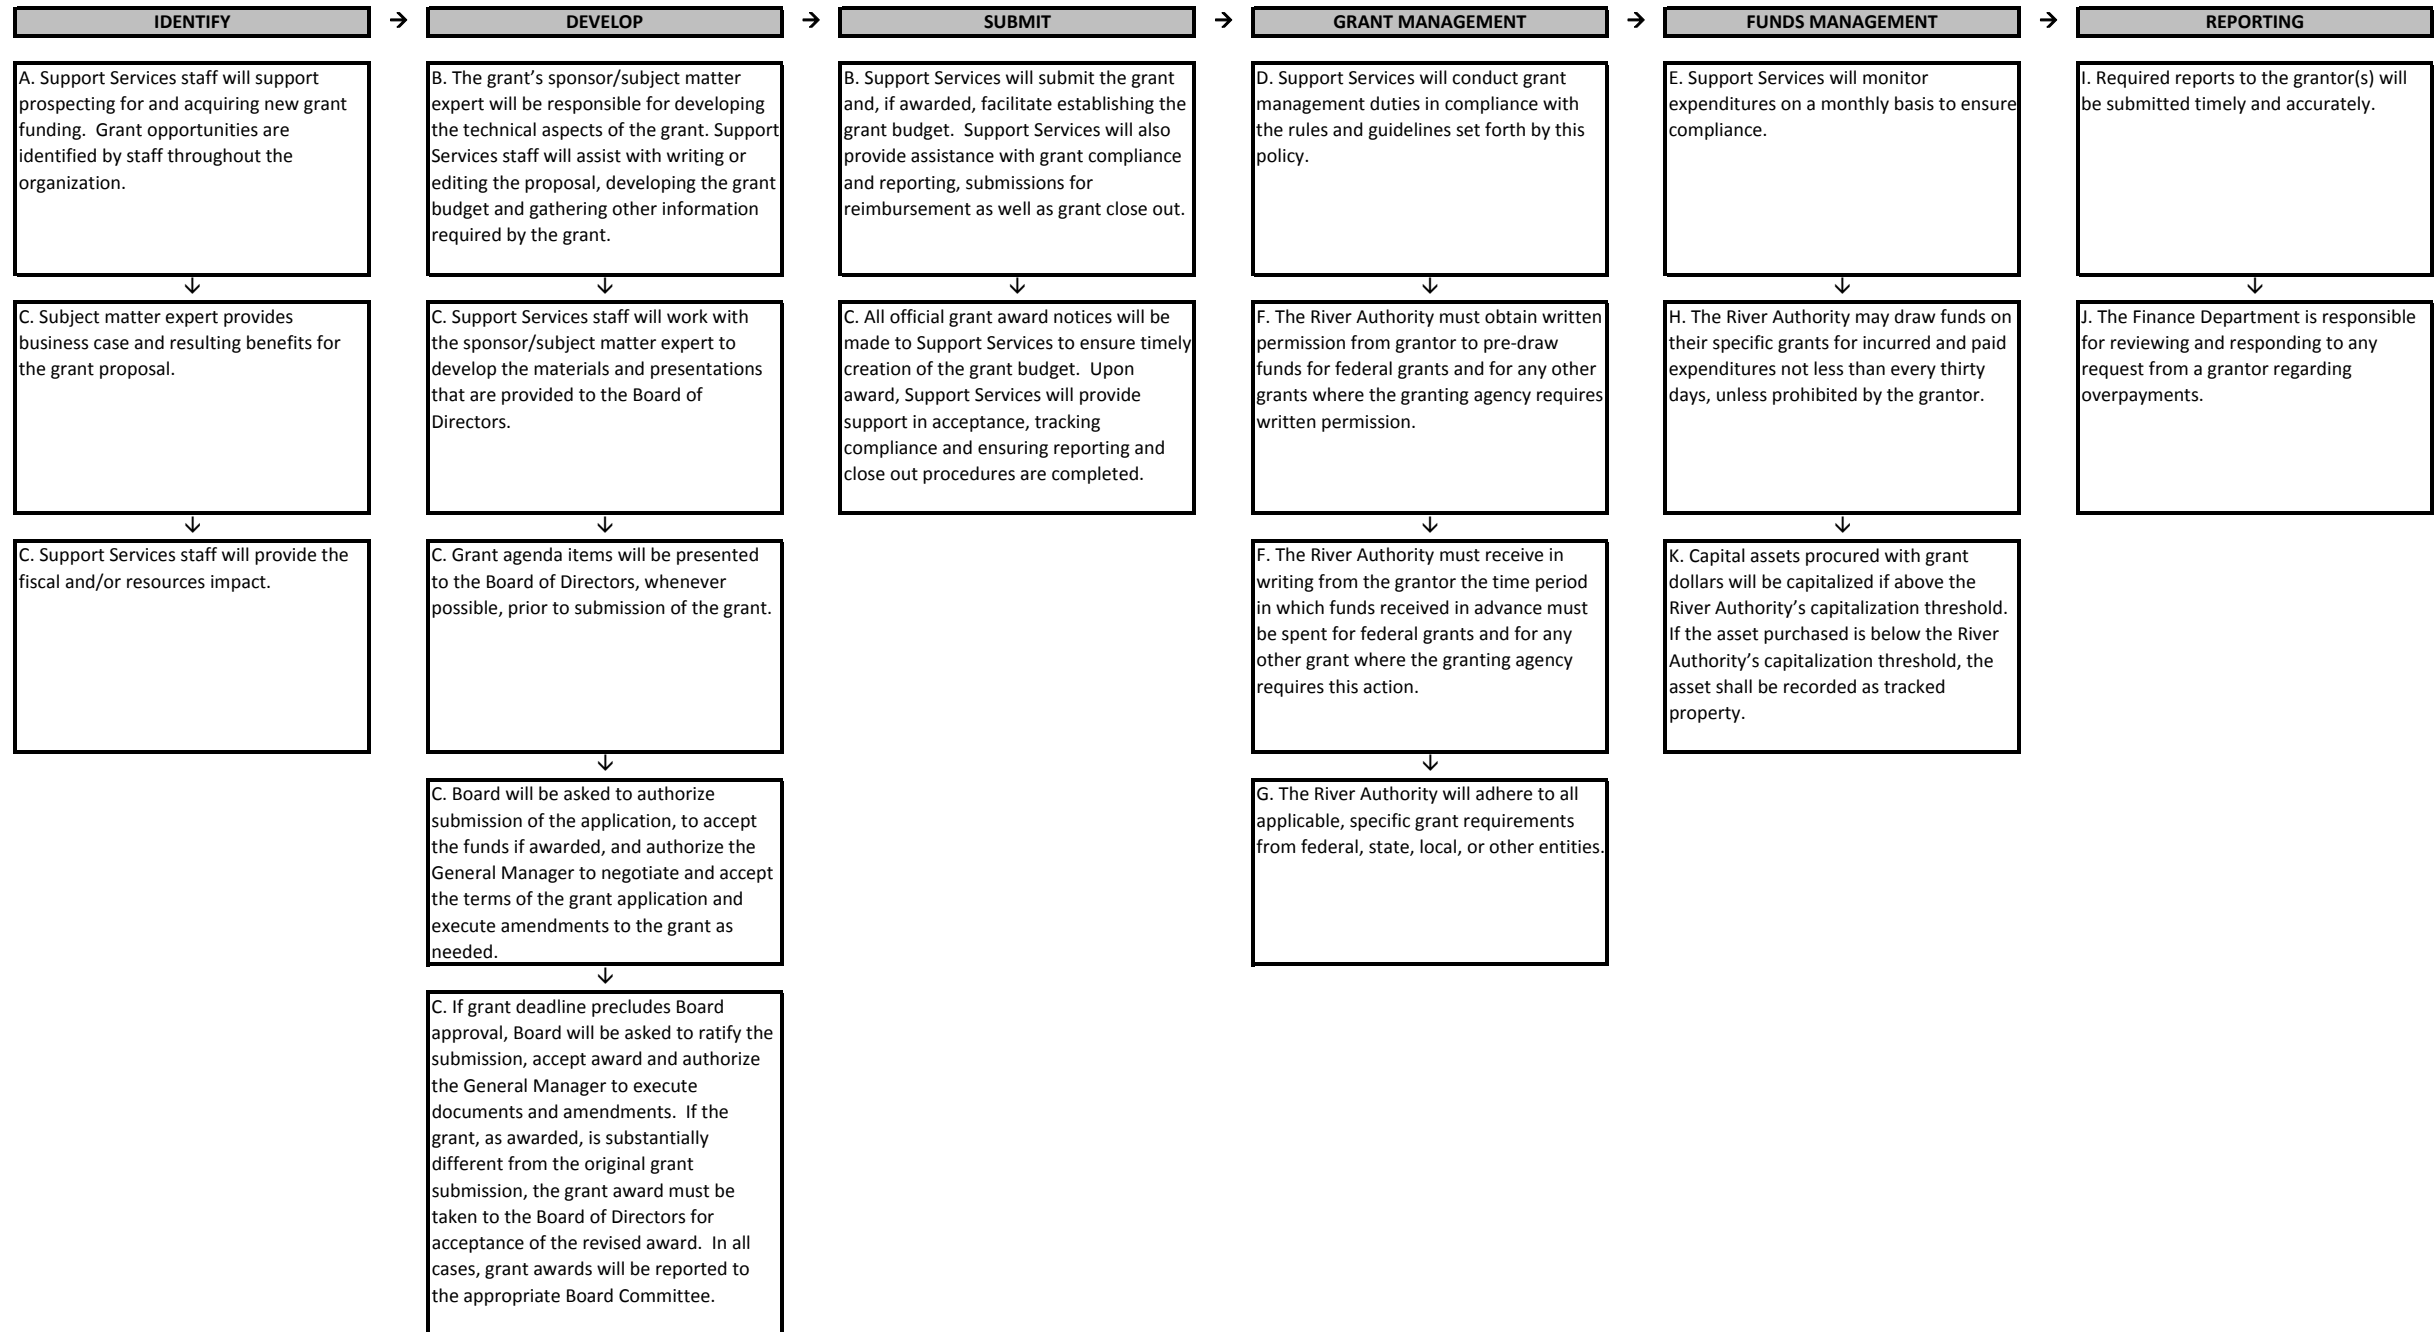 IDENTIFY → DEVELOP → SUBMIT → GRANT MANAGEMENT → FUNDS MANAGEMENT → REPORTING
A. Support Services staff will support
prospecting for and acquiring new grant
funding.  Grant opportunities are
identified by staff throughout the
organization.
↓
C. Subject matter expert provides
business case and resulting benefits for
the grant proposal.
↓
C. Support Services staff will provide the
fiscal and/or resources impact.
B. The grant’s sponsor/subject matter
expert will be responsible for developing
the technical aspects of the grant. Support
Services staff will assist with writing or
editing the proposal, developing the grant
budget and gathering other information
required by the grant.
↓
C. Support Services staff will work with
the sponsor/subject matter expert to
develop the materials and presentations
that are provided to the Board of
Directors.
↓
C. Grant agenda items will be presented
to the Board of Directors, whenever
possible, prior to submission of the grant.
↓
C. Board will be asked to authorize
submission of the application, to accept
the funds if awarded, and authorize the
General Manager to negotiate and accept
the terms of the grant application and
execute amendments to the grant as
needed.
↓
C. If grant deadline precludes Board
approval, Board will be asked to ratify the
submission, accept award and authorize
the General Manager to execute
documents and amendments.  If the
grant, as awarded, is substantially
different from the original grant
submission, the grant award must be
taken to the Board of Directors for
acceptance of the revised award.  In all
cases, grant awards will be reported to
the appropriate Board Committee.
B. Support Services will submit the grant
and, if awarded, facilitate establishing the
grant budget.  Support Services will also
provide assistance with grant compliance
and reporting, submissions for
reimbursement as well as grant close out.
↓
C. All official grant award notices will be
made to Support Services to ensure timely
creation of the grant budget.  Upon
award, Support Services will provide
support in acceptance, tracking
compliance and ensuring reporting and
close out procedures are completed.
D. Support Services will conduct grant
management duties in compliance with
the rules and guidelines set forth by this
policy.
↓
F. The River Authority must obtain written
permission from grantor to pre-draw
funds for federal grants and for any other
grants where the granting agency requires
written permission.
↓
F. The River Authority must receive in
writing from the grantor the time period
in which funds received in advance must
be spent for federal grants and for any
other grant where the granting agency
requires this action.
↓
G. The River Authority will adhere to all
applicable, specific grant requirements
from federal, state, local, or other entities.
E. Support Services will monitor
expenditures on a monthly basis to ensure
compliance.
↓
H. The River Authority may draw funds on
their specific grants for incurred and paid
expenditures not less than every thirty
days, unless prohibited by the grantor.
↓
K. Capital assets procured with grant
dollars will be capitalized if above the
River Authority’s capitalization threshold.
If the asset purchased is below the River
Authority’s capitalization threshold, the
asset shall be recorded as tracked
property.
I. Required reports to the grantor(s) will
be submitted timely and accurately.
↓
J. The Finance Department is responsible
for reviewing and responding to any
request from a grantor regarding
overpayments.